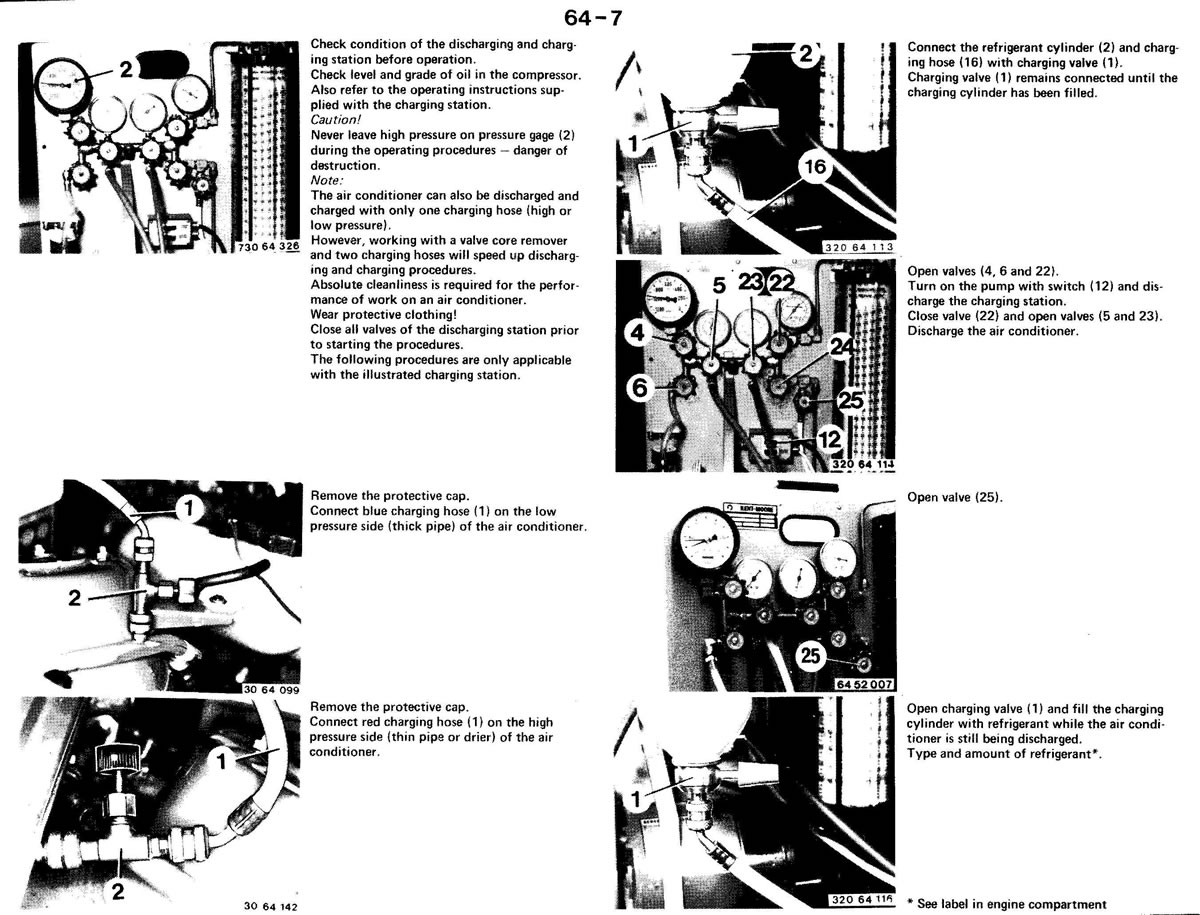 64-7
2
730 64 326
Check condition of the discharging and charg-
ing station before operation.
Check level and grade of oil in the compressor.
Also refer to the operating instructions sup-
plied with the charging station.
Caution!
Never leave high pressure on pressure gage (2)
during the operating procedures – danger of
destruction.
Note:
The air conditioner can also be discharged and
charged with only one charging hose (high or
low pressure).
However, working with a valve core remover
and two charging hoses will speed up discharg-
ing and charging procedures.
Absolute cleanliness is required for the perfor-
mance of work on an air conditioner.
Wear protective clothing!
Close all valves of the discharging station prior
to starting the procedures.
The following procedures are only applicable
with the illustrated charging station.
1
2
30 64 099
Remove the protective cap.
Connect blue charging hose (1) on the low
pressure side (thick pipe) of the air conditioner.
1
2
30 64 142
Remove the protective cap.
Connect red charging hose (1) on the high
pressure side (thin pipe or drier) of the air
conditioner.
2
1
16
320 64 113
Connect the refrigerant cylinder (2) and charg-
ing hose (16) with charging valve (1).
Charging valve (1) remains connected until the
charging cylinder has been filled.
5
23
22
4
24
6
25
12
320 64 114
Open valves (4, 6 and 22).
Turn on the pump with switch (12) and dis-
charge the charging station.
Close valve (22) and open valves (5 and 23).
Discharge the air conditioner.
KENT-MOORE
25
64 52 007
Open valve (25).
1
320 64 116
Open charging valve (1) and fill the charging
cylinder with refrigerant while the air condi-
tioner is still being discharged.
Type and amount of refrigerant*.
* See label in engine compartment